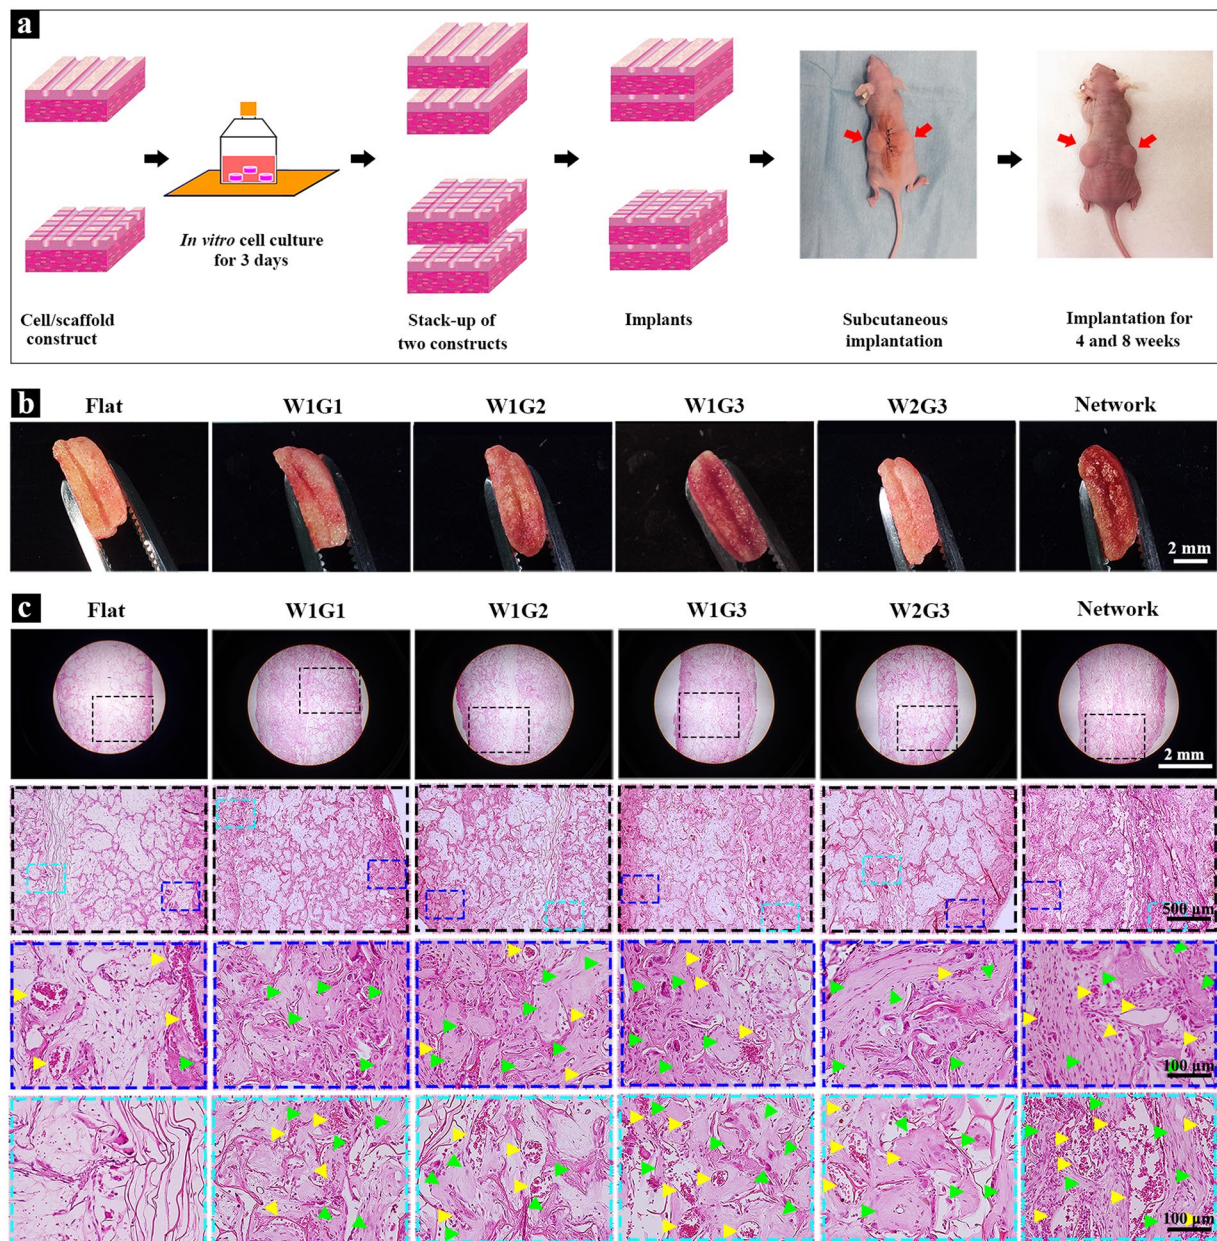 a
In vitro cell culture
for 3 days
Cell/scaffold
construct
Stack-up of
two constructs
Implants
Subcutaneous
implantation
Implantation for
4 and 8 weeks
b
Flat W1G1 W1G2 W1G3 W2G3 Network
2 mm
c
Flat W1G1 W1G2 W1G3 W2G3 Network
2 mm
500 μm
100 μm
100 μm